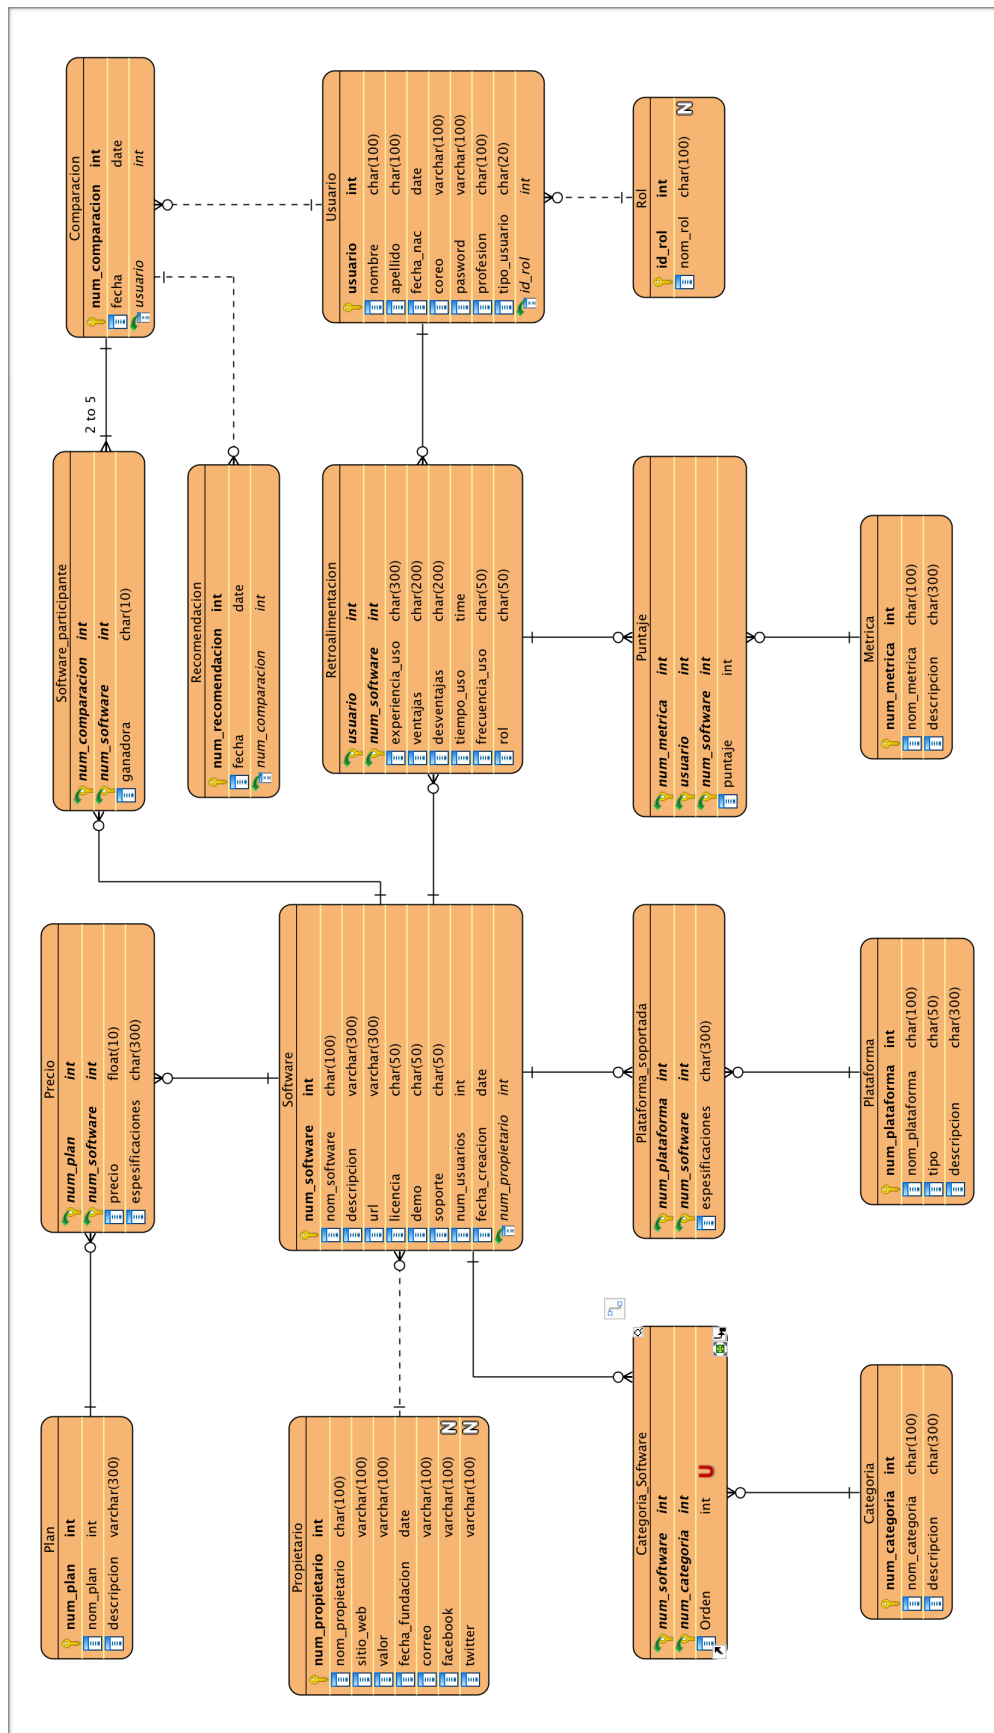 Plan
num_plan int
nom_plan int
descripcion varchar(300)
Precio
num_plan int
num_software int
precio float(10)
espesificaciones char(300)
Software_participante
num_comparacion int
num_software int
ganadora char(10)
2 to 5
Comparacion
num_comparacion int
fecha date
usuario int
Recomendacion
num_recomendacion int
fecha date
num_comparacion int
Propietario
num_propietario int
nom_propietario char(100)
sitio_web varchar(100)
valor varchar(100)
fecha_fundacion date
correo varchar(100)
facebook varchar(100) N
twitter varchar(100) N
Software
num_software int
nom_software char(100)
descripcion varchar(300)
url varchar(300)
licencia char(50)
demo char(50)
soporte char(50)
num_usuarios int
fecha_creacion date
num_propietario int
Retroalimentacion
usuario int
num_software int
experiencia_uso char(300)
ventajas char(200)
desventajas char(200)
tiempo_uso time
frecuencia_uso char(50)
rol char(50)
Usuario
usuario int
nombre char(100)
apellido char(100)
fecha_nac date
coreo varchar(100)
pasword varchar(100)
profesion char(100)
tipo_usuario char(20)
id_rol int
Categoria_Software
num_software int
num_categoria int
Orden int U
Plataforma_soportada
num_plataforma int
num_software int
espesificaciones char(300)
Puntaje
num_metrica int
usuario int
num_software int
puntaje int
Rol
id_rol int
nom_rol char(100) N
Categoria
num_categoria int
nom_categoria char(100)
descripcion char(300)
Plataforma
num_plataforma int
nom_plataforma char(100)
tipo char(50)
descripcion char(300)
Metrica
num_metrica int
nom_metrica char(100)
descripcion char(300)